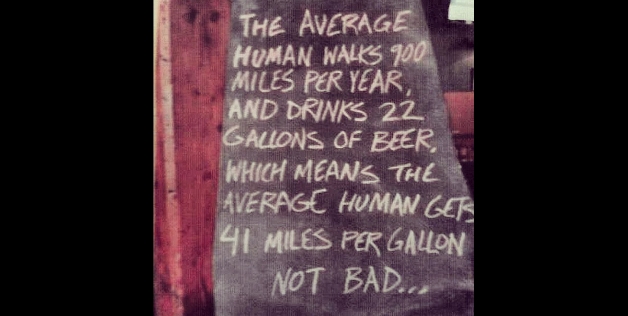 THE AVERAGE
HUMAN WALKS 900
MILES PER YEAR,
AND DRINKS 22
GALLONS OF BEER,
WHICH MEANS THE
AVERAGE HUMAN GETS
41 MILES PER GALLON
NOT BAD...